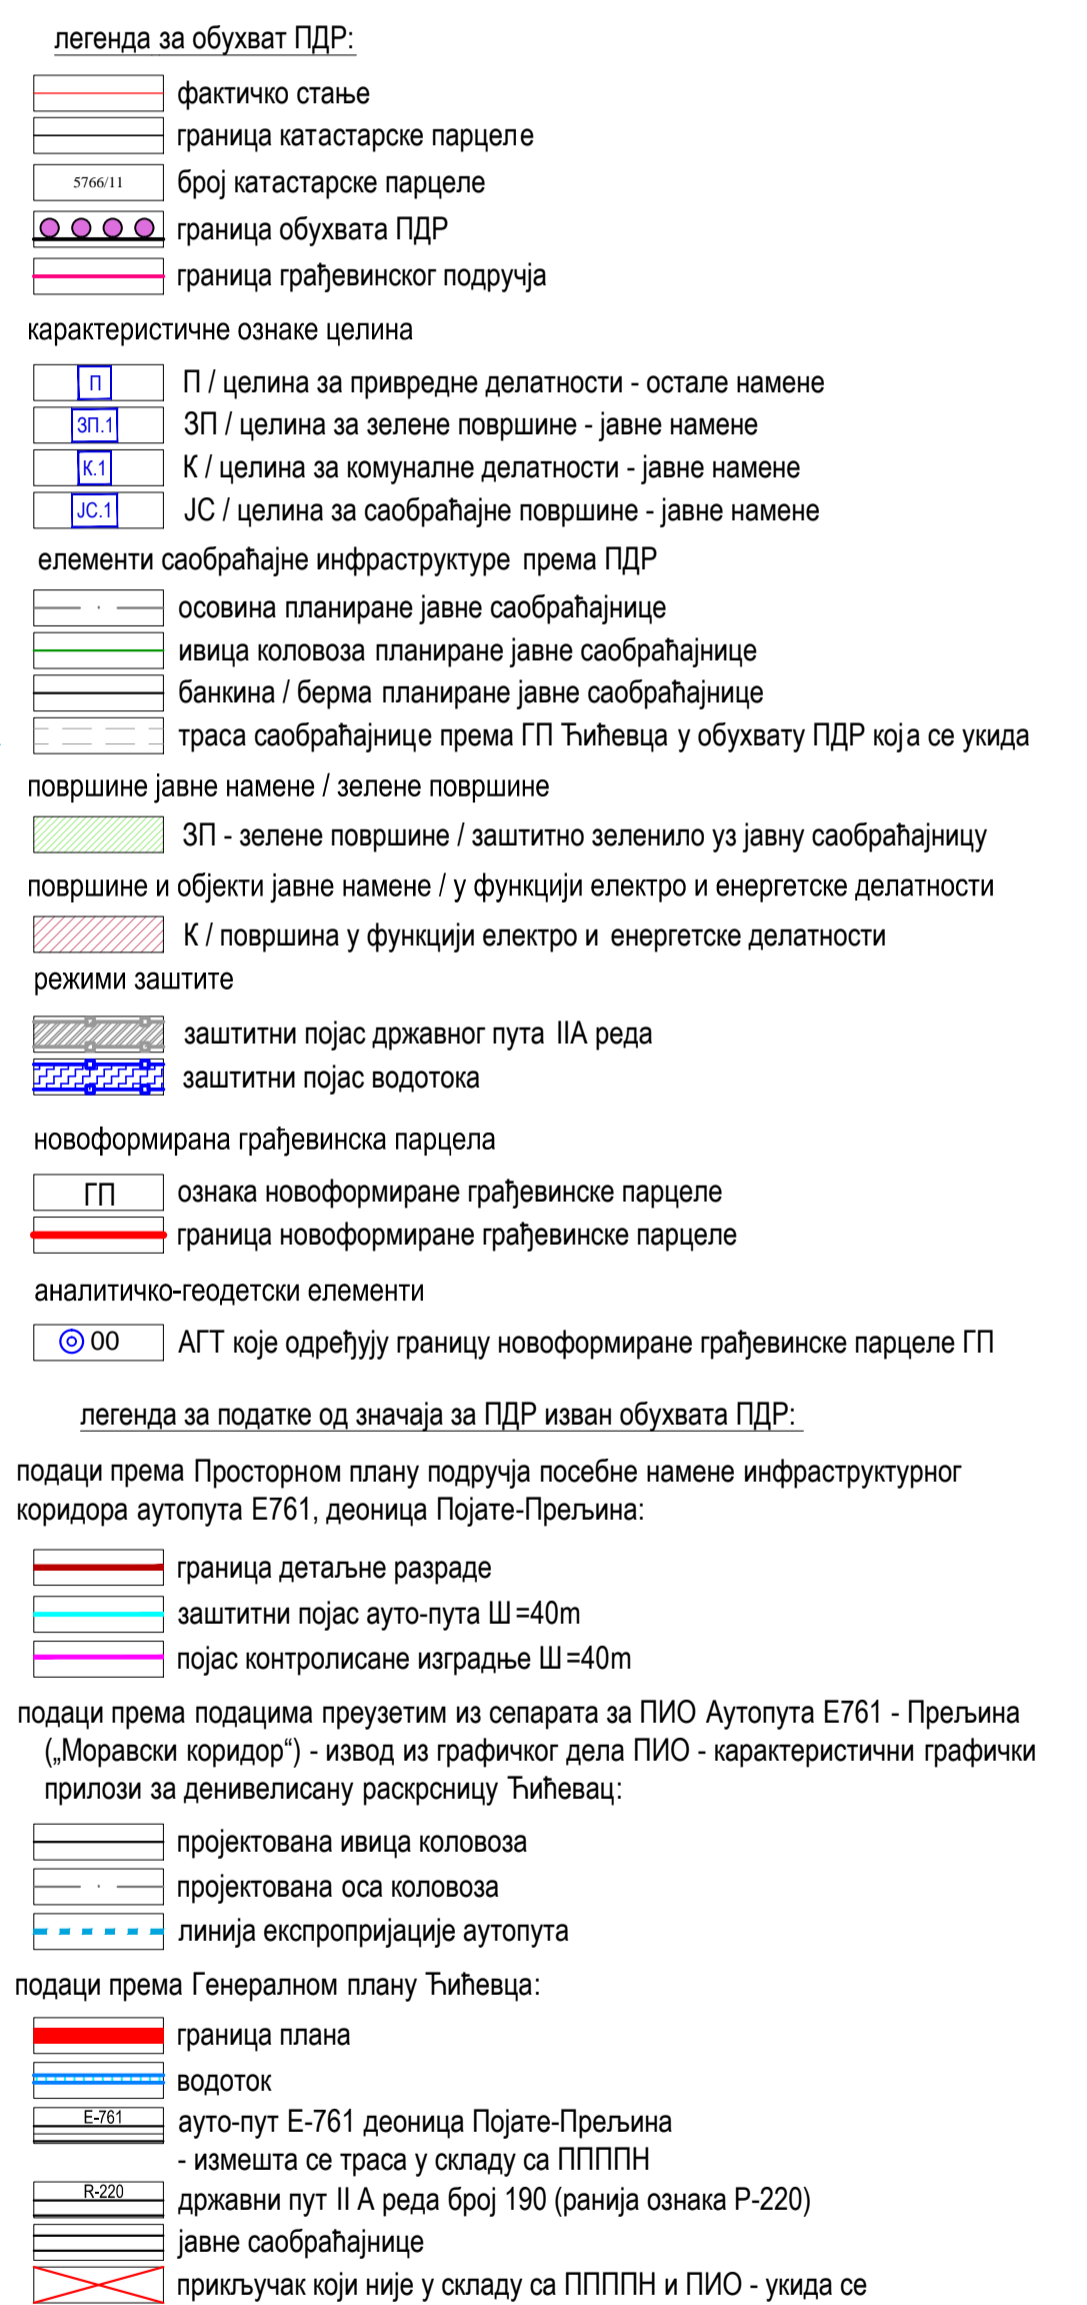 легенда за обухват ПДР:
фактичко стање
граница катастарске парцеле
5766/11 број катастарске парцеле
граница обухвата ПДР
граница грађевинског подручја
карактеристичне ознаке целина
П П / целина за привредне делатности - остале намене
ЗП.1 ЗП / целина за зелене површине - јавне намене
К.1 К / целина за комуналне делатности - јавне намене
ЈС.1 ЈС / целина за саобраћајне површине - јавне намене
елементи саобраћајне инфраструктуре према ПДР
осовина планиране јавне саобраћајнице
ивица коловоза планиране јавне саобраћајнице
банкина / берма планиране јавне саобраћајнице
траса саобраћајнице према ГП Ћићевца у обухвату ПДР која се укида
површине јавне намене / зелене површине
ЗП - зелене површине / заштитно зеленило уз јавну саобраћајницу
површине и објекти јавне намене / у функцији електро и енергетске делатности
К / површина у функцији електро и енергетске делатности
режими заштите
заштитни појас државног пута IIА реда
заштитни појас водотока
новоформирана грађевинска парцела
ГП ознака новоформиране грађевинске парцеле
граница новоформиране грађевинске парцеле
аналитичко-геодетски елементи
00 АГТ које одређују границу новоформиране грађевинске парцеле ГП
легенда за податке од значаја за ПДР изван обухвата ПДР:
подаци према Просторном плану подручја посебне намене инфраструктурног
коридора аутопута Е761, деоница Појате-Прељина:
граница детаљне разраде
заштитни појас ауто-пута Ш=40m
појас контролисане изградње Ш=40m
подаци према подацима преузетим из сепарата за ПИО Аутопута Е761 - Прељина
(„Моравски коридор“) - извод из графичког дела ПИО - карактеристични графички
прилози за денивелисану раскрсницу Ћићевац:
пројектована ивица коловоза
пројектована оса коловоза
линија експропријације аутопута
подаци према Генералном плану Ћићевца:
граница плана
водоток
E-761 ауто-пут Е-761 деоница Појате-Прељина
- измешта се траса у складу са ПППППН
R-220 државни пут II А реда број 190 (ранија ознака Р-220)
јавне саобраћајнице
прикључак који није у складу са ПППППН и ПИО - укида се